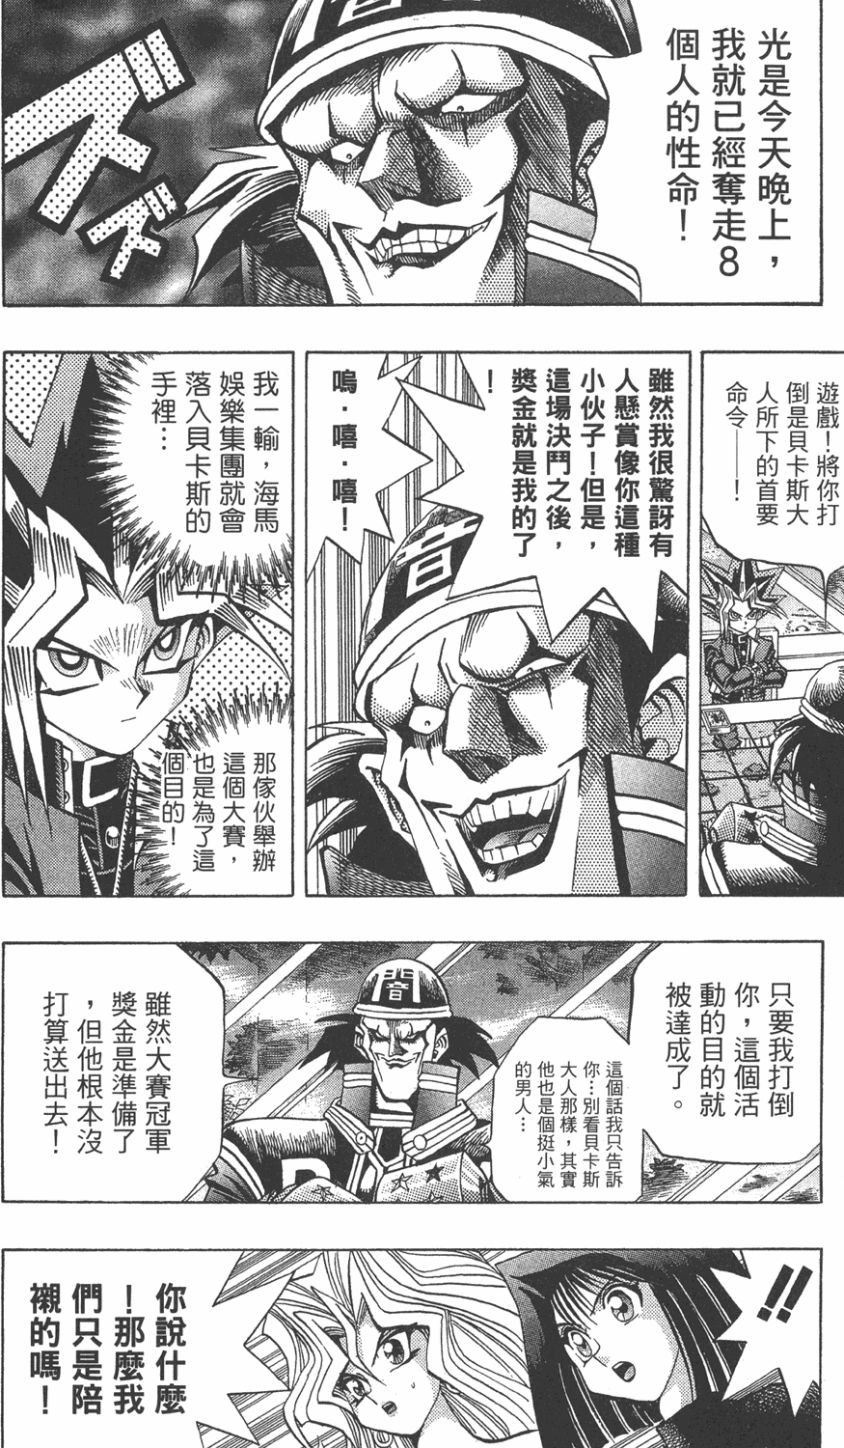 光是今天晚上，
我就已經奪走8
個人的性命！
ズズ
遊戲！將你打
倒是貝卡斯大
人所下的首要
命令——！
雖然我很驚訝有
人懸賞像你這種
小伙子！但是，
這場決鬥之後，
獎金就是我的了
！
嗚．嘻．嘻！
闇
我一輸，海馬
娛樂集團就會
落入貝卡斯的
手裡…
那傢伙舉辦
這個大賽，
也是為了這
個目的！
只要我打倒
你，這個活
動的目的就
被達成了。
這個話我只告訴
你…別看貝卡斯
大人那樣，其實
他也是個挺小氣
的男人…
闇
雖然大賽冠軍
獎金是準備了
，但他根本沒
打算送出去！
!!
你說什麼
！那麼我
們只是陪
襯的嗎！